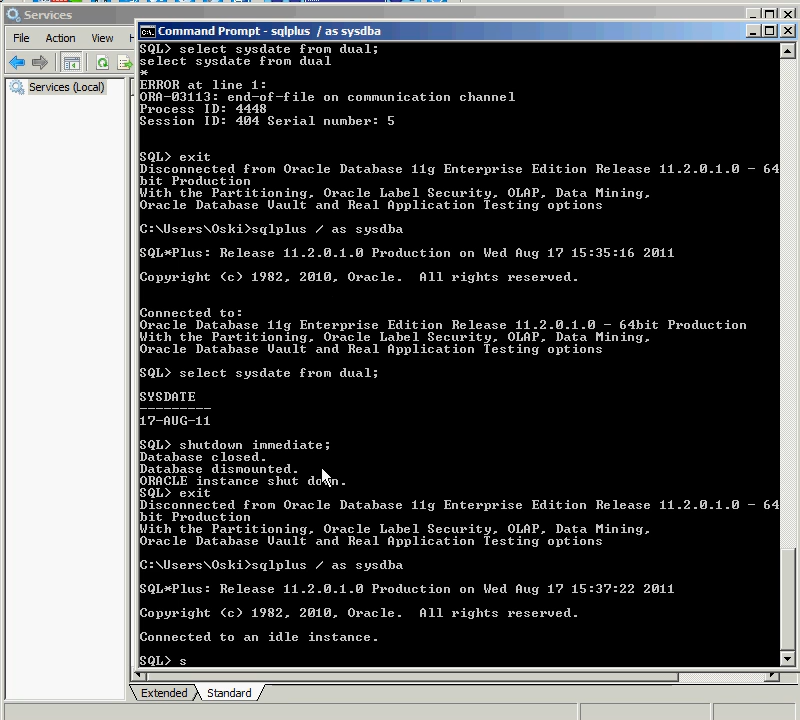 Services
File Action View
Services (Local)
Command Prompt - sqlplus / as sysdba
SQL> select sysdate from dual;
select sysdate from dual
*
ERROR at line 1:
ORA-03113: end-of-file on communication channel
Process ID: 4448
Session ID: 404 Serial number: 5
SQL> exit
Disconnected from Oracle Database 11g Enterprise Edition Release 11.2.0.1.0 - 64
bit Production
With the Partitioning, Oracle Label Security, OLAP, Data Mining,
Oracle Database Vault and Real Application Testing options
C:\Users\Oski>sqlplus / as sysdba
SQL*Plus: Release 11.2.0.1.0 Production on Wed Aug 17 15:35:16 2011
Copyright (c) 1982, 2010, Oracle.  All rights reserved.
Connected to:
Oracle Database 11g Enterprise Edition Release 11.2.0.1.0 - 64bit Production
With the Partitioning, Oracle Label Security, OLAP, Data Mining,
Oracle Database Vault and Real Application Testing options
SQL> select sysdate from dual;
SYSDATE
---------
17-AUG-11
SQL> shutdown immediate;
Database closed.
Database dismounted.
ORACLE instance shut down.
SQL> exit
Disconnected from Oracle Database 11g Enterprise Edition Release 11.2.0.1.0 - 64
bit Production
With the Partitioning, Oracle Label Security, OLAP, Data Mining,
Oracle Database Vault and Real Application Testing options
C:\Users\Oski>sqlplus / as sysdba
SQL*Plus: Release 11.2.0.1.0 Production on Wed Aug 17 15:37:22 2011
Copyright (c) 1982, 2010, Oracle.  All rights reserved.
Connected to an idle instance.
SQL> s
Extended Standard